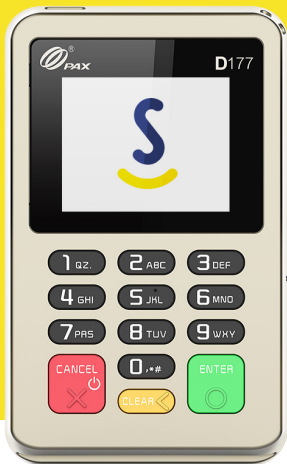 PAX ® D177
S
1 QZ. 2 ABC 3 DEF
4 GHI 5 JKL 6 MNO
7 PRS 8 TUV 9 WXY
CANCEL 0,*# ENTER
CLEAR